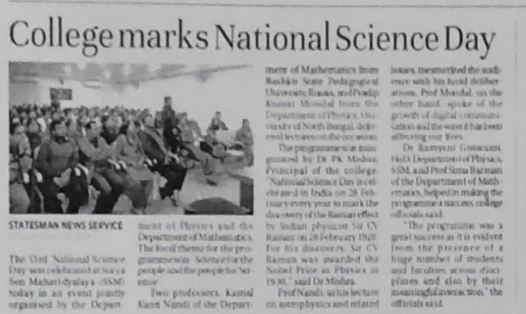 College marks National Science Day
STATESMAN NEWS SERVICE
The 53rd National Science
Day was celebrated at Surya
Sen Mahavidyalaya (SSM)
today in an event jointly
organised by the Depart-
ment of Physics and the
Department of Mathematics.
The focal theme for the pro-
gramme was Science for the
people and the people for Sci-
ence.
Two professors, Kamal
Kanti Nandi of the Depart-
ment of Mathematics from
Bashkir State Pedagogical
University, Russia, and Pradip
Kumar Mondal from the
Department of Physics, Uni-
versity of North Bengal, deliv-
ered lectures on the occasion.
The programme was inau-
gurated by Dr PK Mishra,
Principal of the college.
"National Science Day is cel-
ebrated in India on 28 Feb-
ruary every year to mark the
discovery of the Raman effect
by Indian physicist Sir CV
Raman on 28 February 1928.
For his discovery, Sir CV
Raman was awarded the
Nobel Prize in Physics in
1930," said Dr Mishra.
Prof Nandi, in his lecture
on astrophysics and related
issues, mesmerized the audi-
ence with his lucid deliber-
ations. Prof Mondal, on the
other hand, spoke of the
growth of digital communi-
cation and the ways it has been
affecting our lives.
Dr Ramyani Goswami,
HoD, Department of Physics,
SSM, and Prof Soma Barman
of the Department of Math-
ematics, helped in making the
programme a success, college
officials said.
"The programme was a
great success as it is evident
from the presence of a
huge number of students
and faculties across disci-
plines and also by their
meaningful interaction," the
officials said.